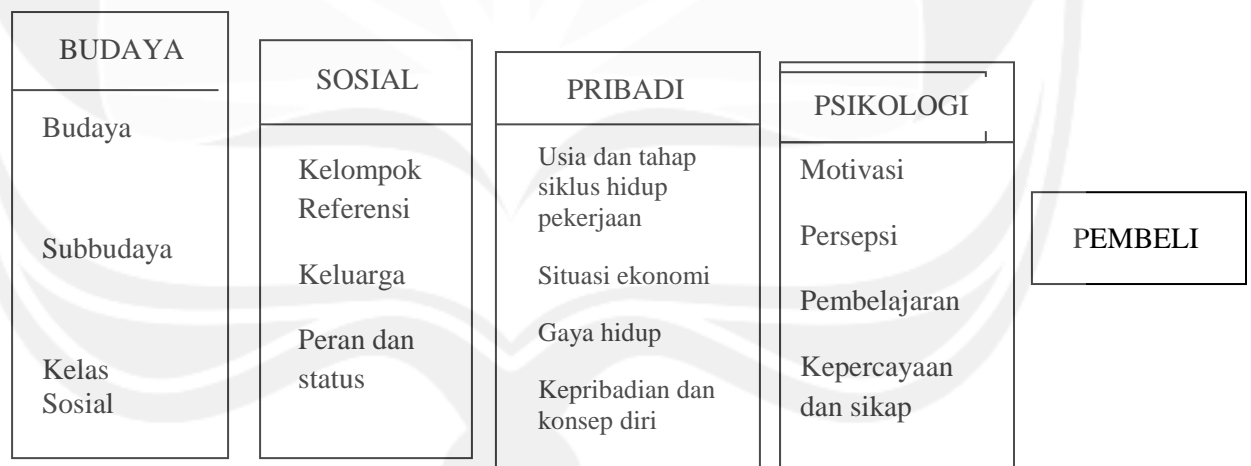 BUDAYA
Budaya
Subbudaya
Kelas
Sosial
SOSIAL
Kelompok
Referensi
Keluarga
Peran dan
status
PRIBADI
Usia dan tahap
siklus hidup
pekerjaan
Situasi ekonomi
Gaya hidup
Kepribadian dan
konsep diri
PSIKOLOGI
Motivasi
Persepsi
Pembelajaran
Kepercayaan
dan sikap
PEMBELI